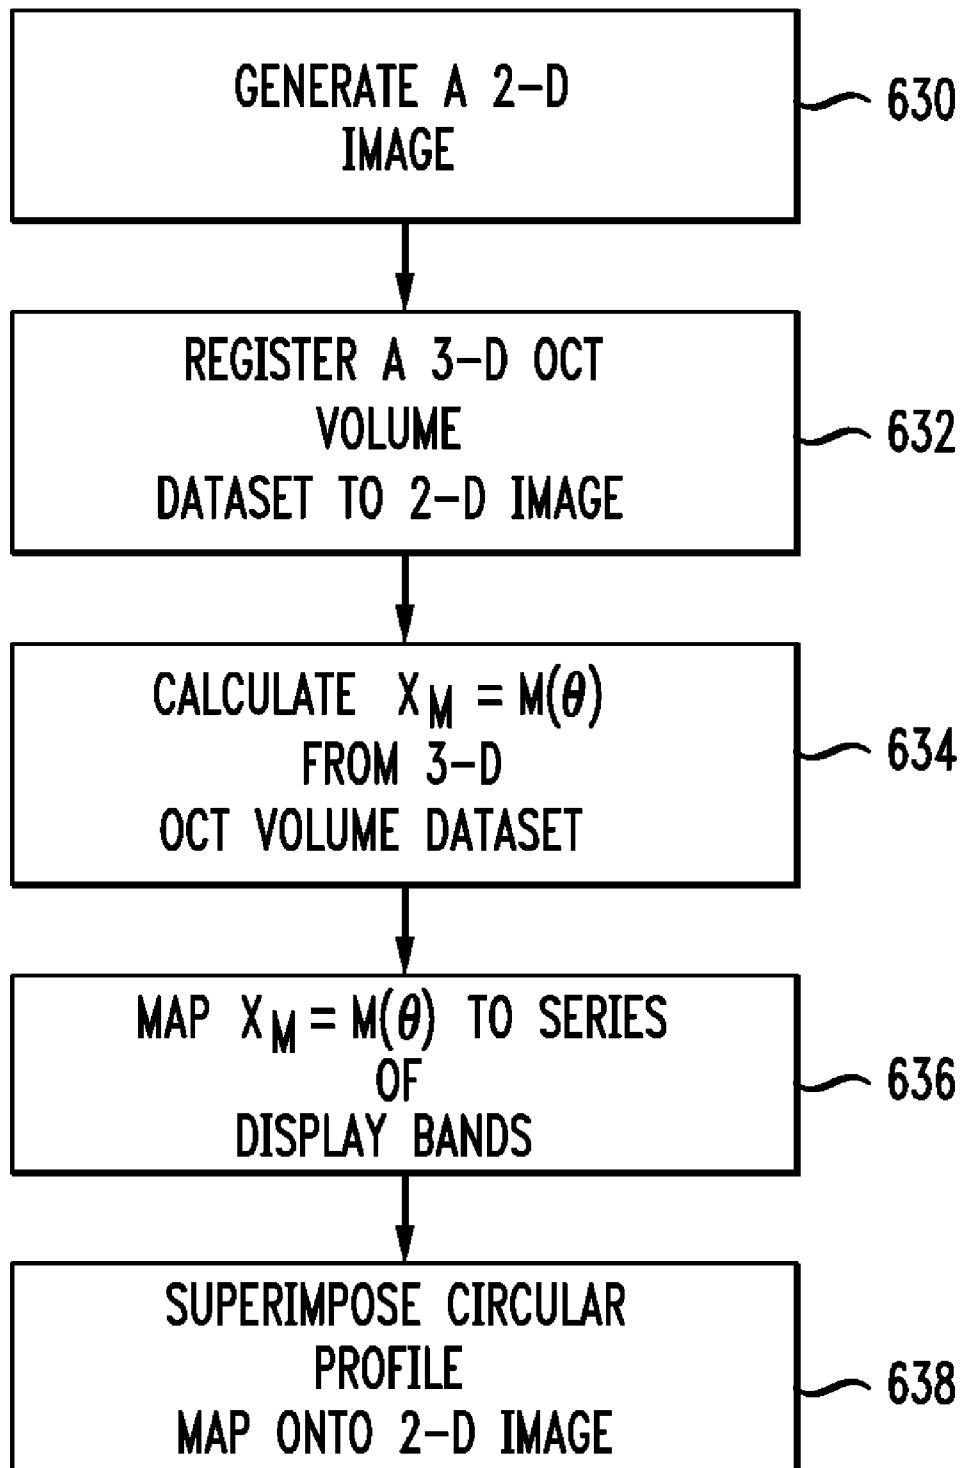 GENERATE A 2-D
IMAGE
630
REGISTER A 3-D OCT
VOLUME
DATASET TO 2-D IMAGE
632
CALCULATE X_M = M(θ)
FROM 3-D
OCT VOLUME DATASET
634
MAP X_M = M(θ) TO SERIES
OF
DISPLAY BANDS
636
SUPERIMPOSE CIRCULAR
PROFILE
MAP ONTO 2-D IMAGE
638